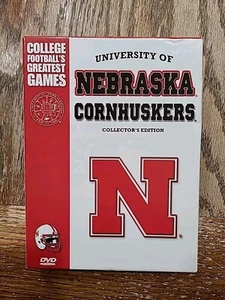 COLLEGE
FOOTBALL'S
GREATEST
GAMES
UNIVERSITY OF
NEBRASKA
CORNHUSKERS
COLLECTOR'S EDITION
N
DVD